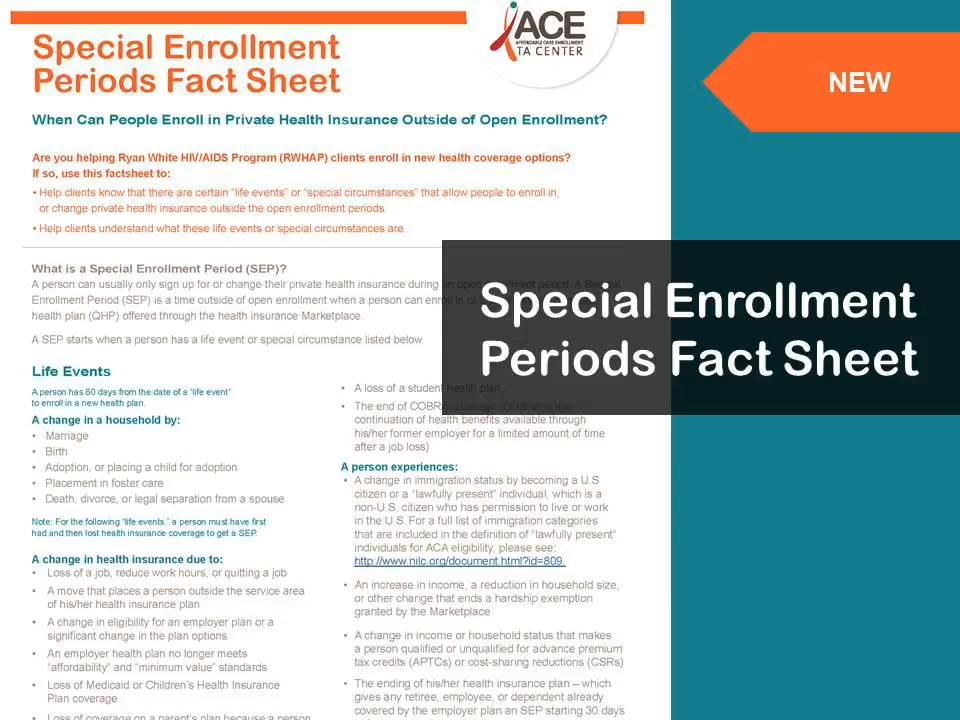 ACE
AFFORDABLE CARE ENROLLMENT
TA CENTER
Special Enrollment
Periods Fact Sheet
When Can People Enroll in Private Health Insurance Outside of Open Enrollment?
Are you helping Ryan White HIV/AIDS Program (RWHAP) clients enroll in new health coverage options?
If so, use this factsheet to:
• Help clients know that there are certain “life events” or “special circumstances” that allow people to enroll in,
or change private health insurance outside the open enrollment periods.
• Help clients understand what these life events or special circumstances are.
What is a Special Enrollment Period (SEP)?
A person can usually only sign up for or change their private health insurance during an open enrollment period. A Special
Enrollment Period (SEP) is a time outside of open enrollment when a person can enroll in or
health plan (QHP) offered through the health insurance Marketplace.
A SEP starts when a person has a life event or special circumstance listed below.
Life Events
A person has 60 days from the date of a “life event”
to enroll in a new health plan.
A change in a household by:
• Marriage
• Birth
• Adoption, or placing a child for adoption
• Placement in foster care
• Death, divorce, or legal separation from a spouse
Note: For the following “life events,” a person must have first
had and then lost health insurance coverage to get a SEP.
A change in health insurance due to:
• Loss of a job, reduce work hours, or quitting a job
• A move that places a person outside the service area
of his/her health insurance plan
• A change in eligibility for an employer plan or a
significant change in the plan options
• An employer health plan no longer meets
“affordability” and “minimum value” standards
• Loss of Medicaid or Children’s Health Insurance
Plan coverage
• Loss of coverage on a parent’s plan because a person
• A loss of a student health plan
• The end of COBRA coverage (COBRA is the
continuation of health benefits available through
his/her former employer for a limited amount of time
after a job loss)
A person experiences:
• A change in immigration status by becoming a U.S.
citizen or a “lawfully present” individual, which is a
non-U.S. citizen who has permission to live or work
in the U.S. For a full list of immigration categories
that are included in the definition of “lawfully present”
individuals for ACA eligibility, please see:
http://www.nilc.org/document.html?id=809.
• An increase in income, a reduction in household size,
or other change that ends a hardship exemption
granted by the Marketplace
• A change in income or household status that makes
a person qualified or unqualified for advance premium
tax credits (APTCs) or cost-sharing reductions (CSRs)
• The ending of his/her health insurance plan – which
gives any retiree, employee, or dependent already
covered by the employer plan an SEP starting 30 days
NEW
Special Enrollment
Periods Fact Sheet